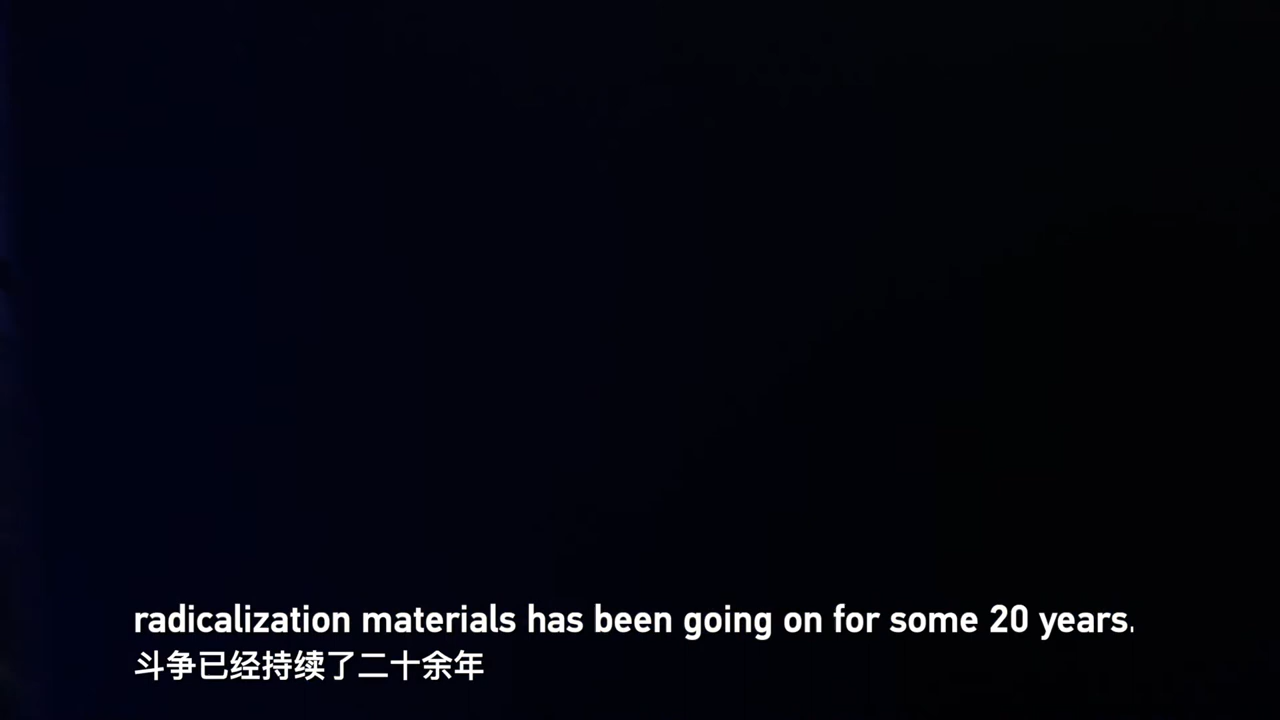 radicalization materials has been going on for some 20 years.
斗争已经持续了二十余年